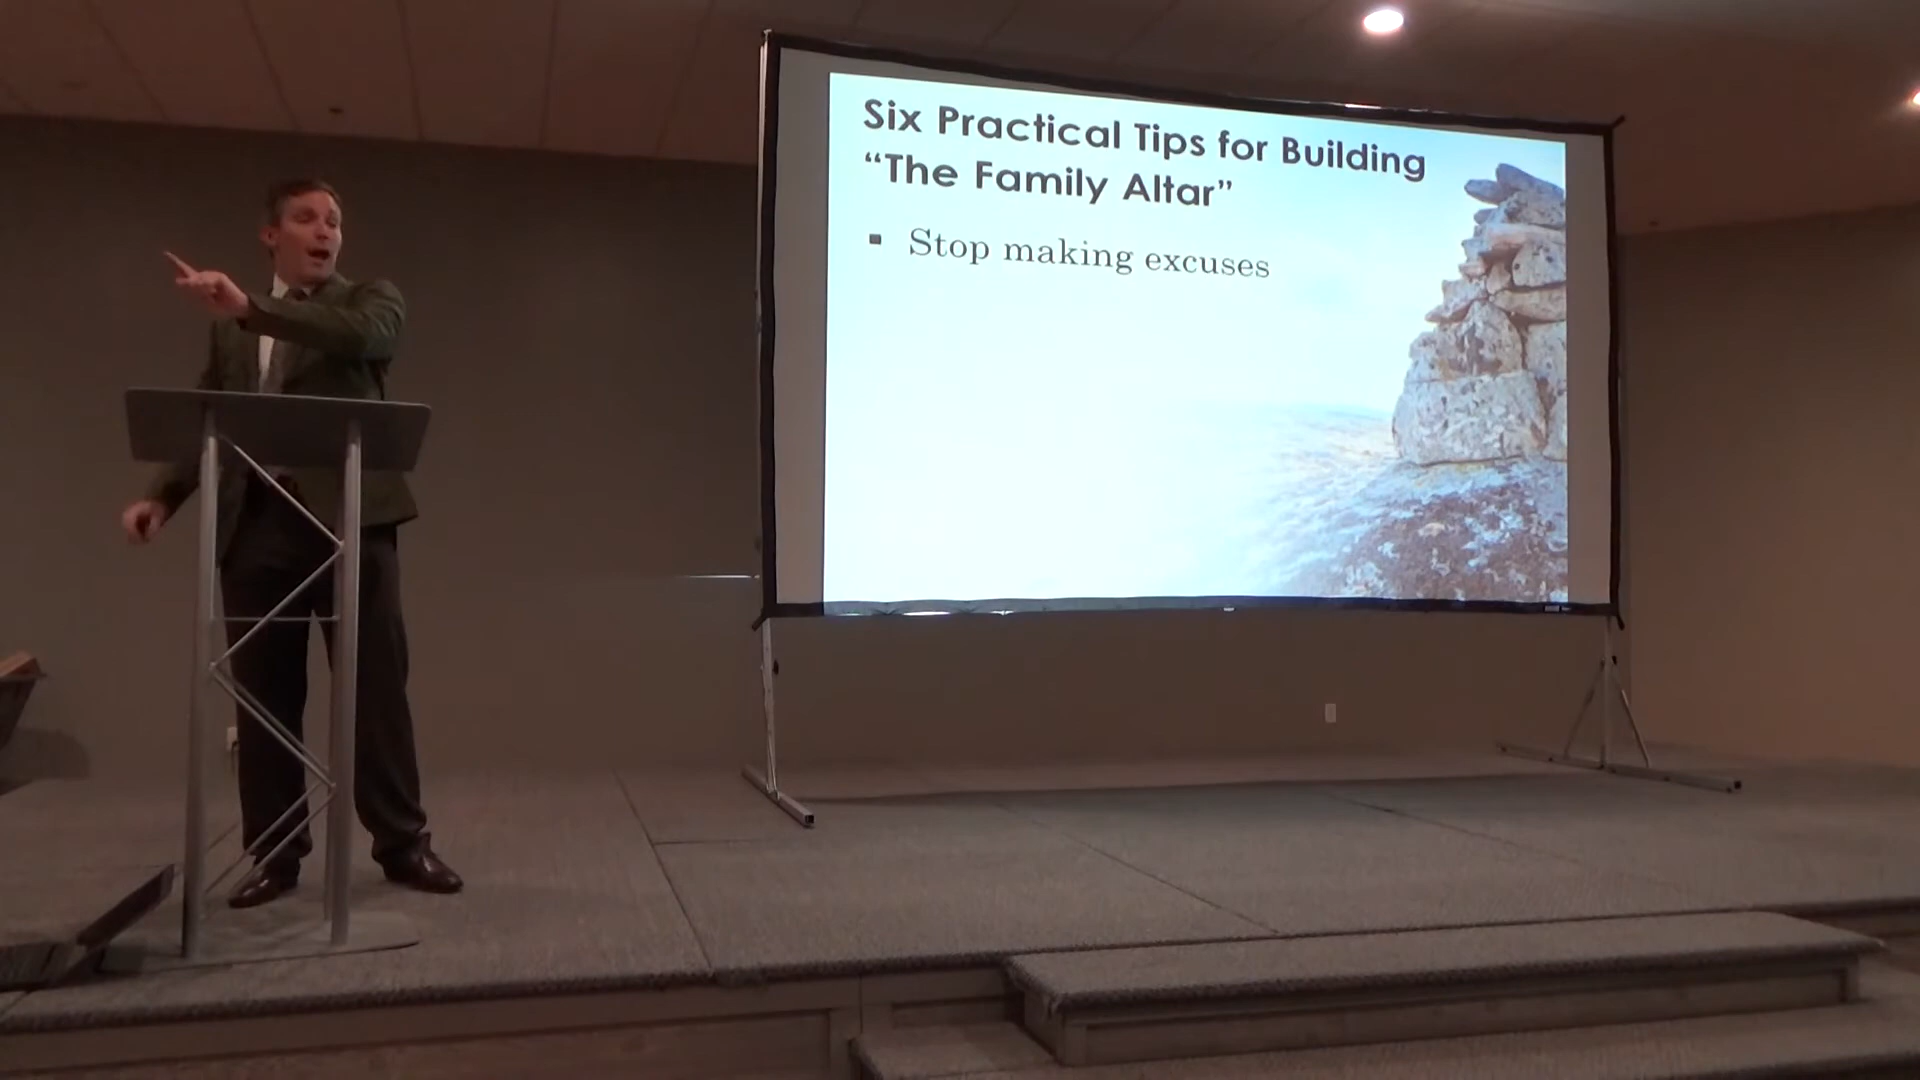 Six Practical Tips for Building
“The Family Altar”
▪ Stop making excuses